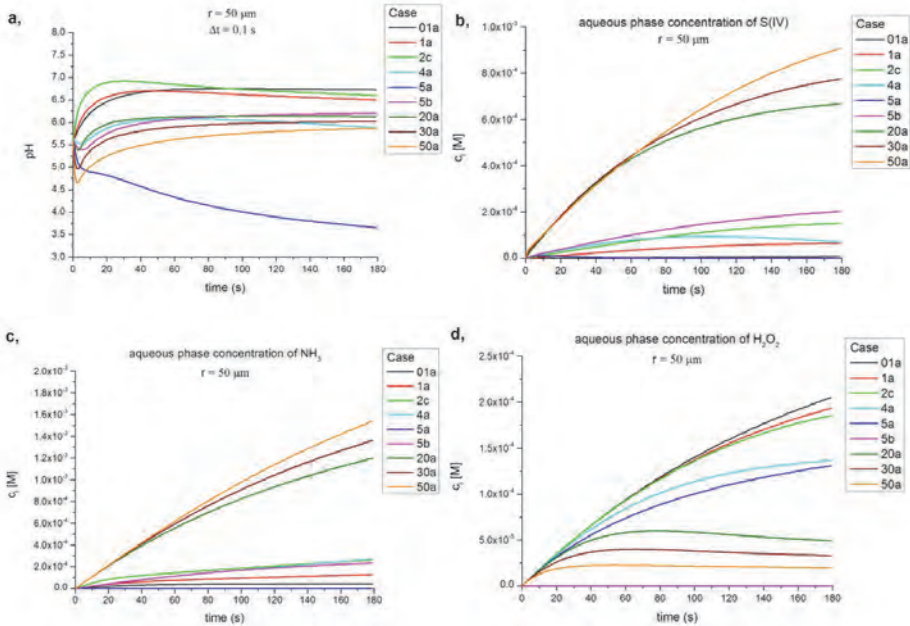 a,
r = 50 μm
Δt = 0,1 s
Case
01a
1a
2c
4a
5a
5b
20a
30a
50a
8.0
7.5
7.0
6.5
6.0
5.5
5.0
4.5
4.0
3.5
3.0
pH
0 20 40 60 80 100 120 140 160 180
time (s)
b,
aqueous phase concentration of S(IV)
r = 50 μm
Case
01a
1a
2c
4a
5a
5b
20a
30a
50a
1.0x10⁻³
8.0x10⁻⁴
6.0x10⁻⁴
4.0x10⁻⁴
2.0x10⁻⁴
0.0
cᵢ [M]
0 20 40 60 80 100 120 140 160 180
time (s)
c,
aqueous phase concentration of NH₃
r = 50 μm
Case
01a
1a
2c
4a
5a
5b
20a
30a
50a
2.0x10⁻³
1.8x10⁻³
1.6x10⁻³
1.4x10⁻³
1.2x10⁻³
1.0x10⁻³
8.0x10⁻⁴
6.0x10⁻⁴
4.0x10⁻⁴
2.0x10⁻⁴
0.0
cᵢ [M]
0 20 40 60 80 100 120 140 160 180
time (s)
d,
aqueous phase concentration of H₂O₂
r = 50 μm
Case
01a
1a
2c
4a
5a
5b
20a
30a
50a
2.5x10⁻⁴
2.0x10⁻⁴
1.5x10⁻⁴
1.0x10⁻⁴
5.0x10⁻⁵
0.0
cᵢ [M]
0 20 40 60 80 100 120 140 160 180
time (s)